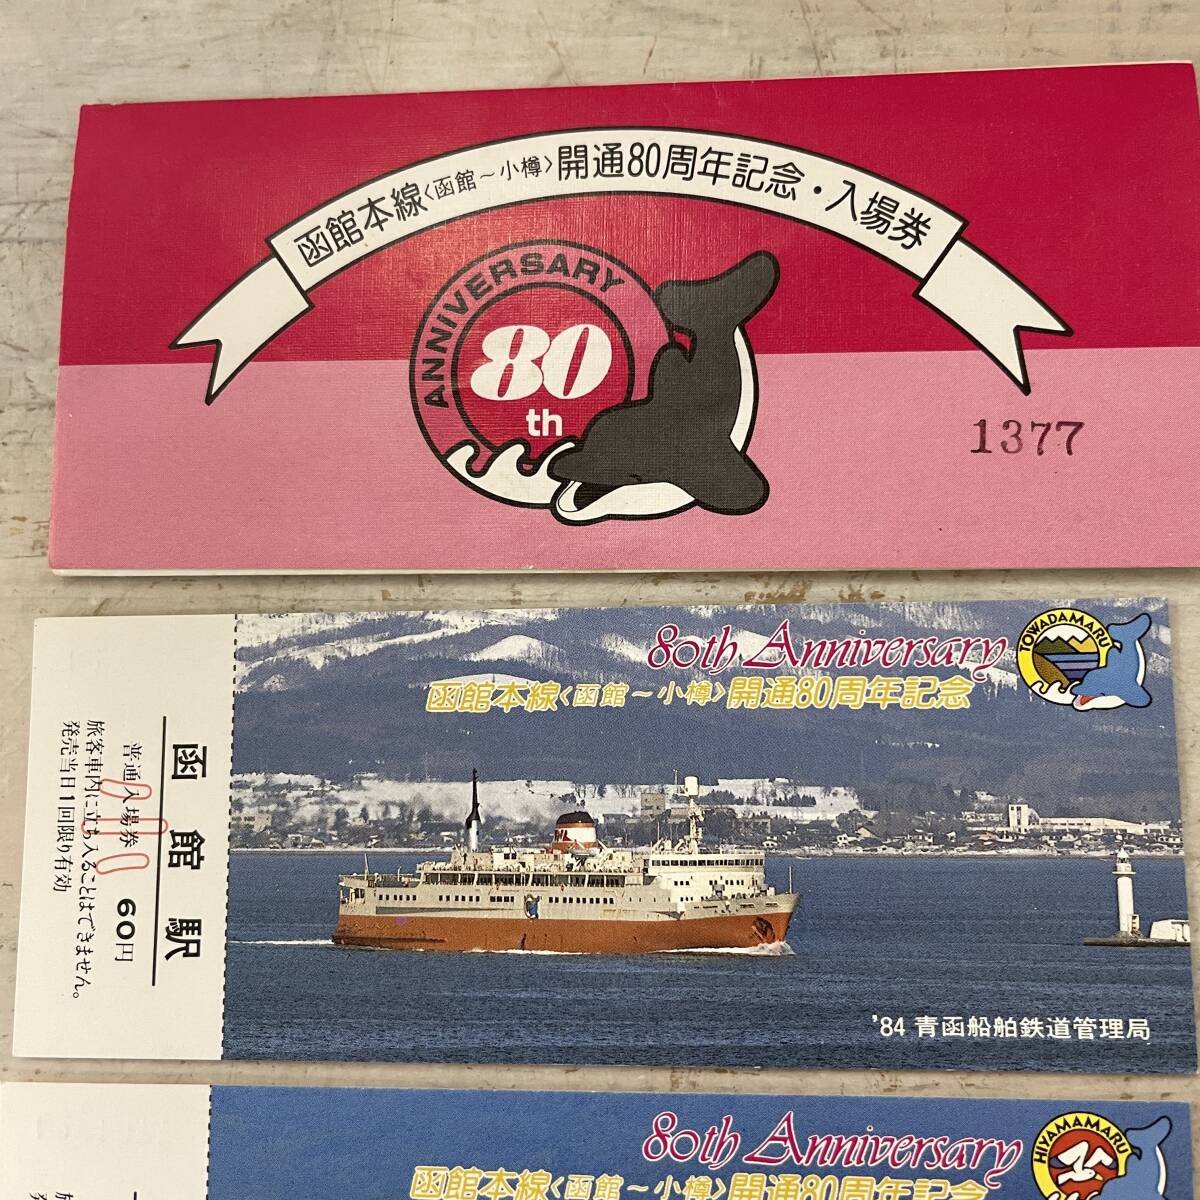 函館本線〈函館～小樽〉開通80周年記念・入場券
ANNIVERSARY
80
th
1377
80th Anniversary
TOWADAMARU
函館本線〈函館～小樽〉開通80周年記念
函館駅
普通入場券 60円
旅客車内に立ち入ることはできません。
発売当日1回限り有効
'84 青函船舶鉄道管理局
80th Anniversary
HIYAMAMARU
函館本線〈函館～小樽〉開通80周年記念
旅
発